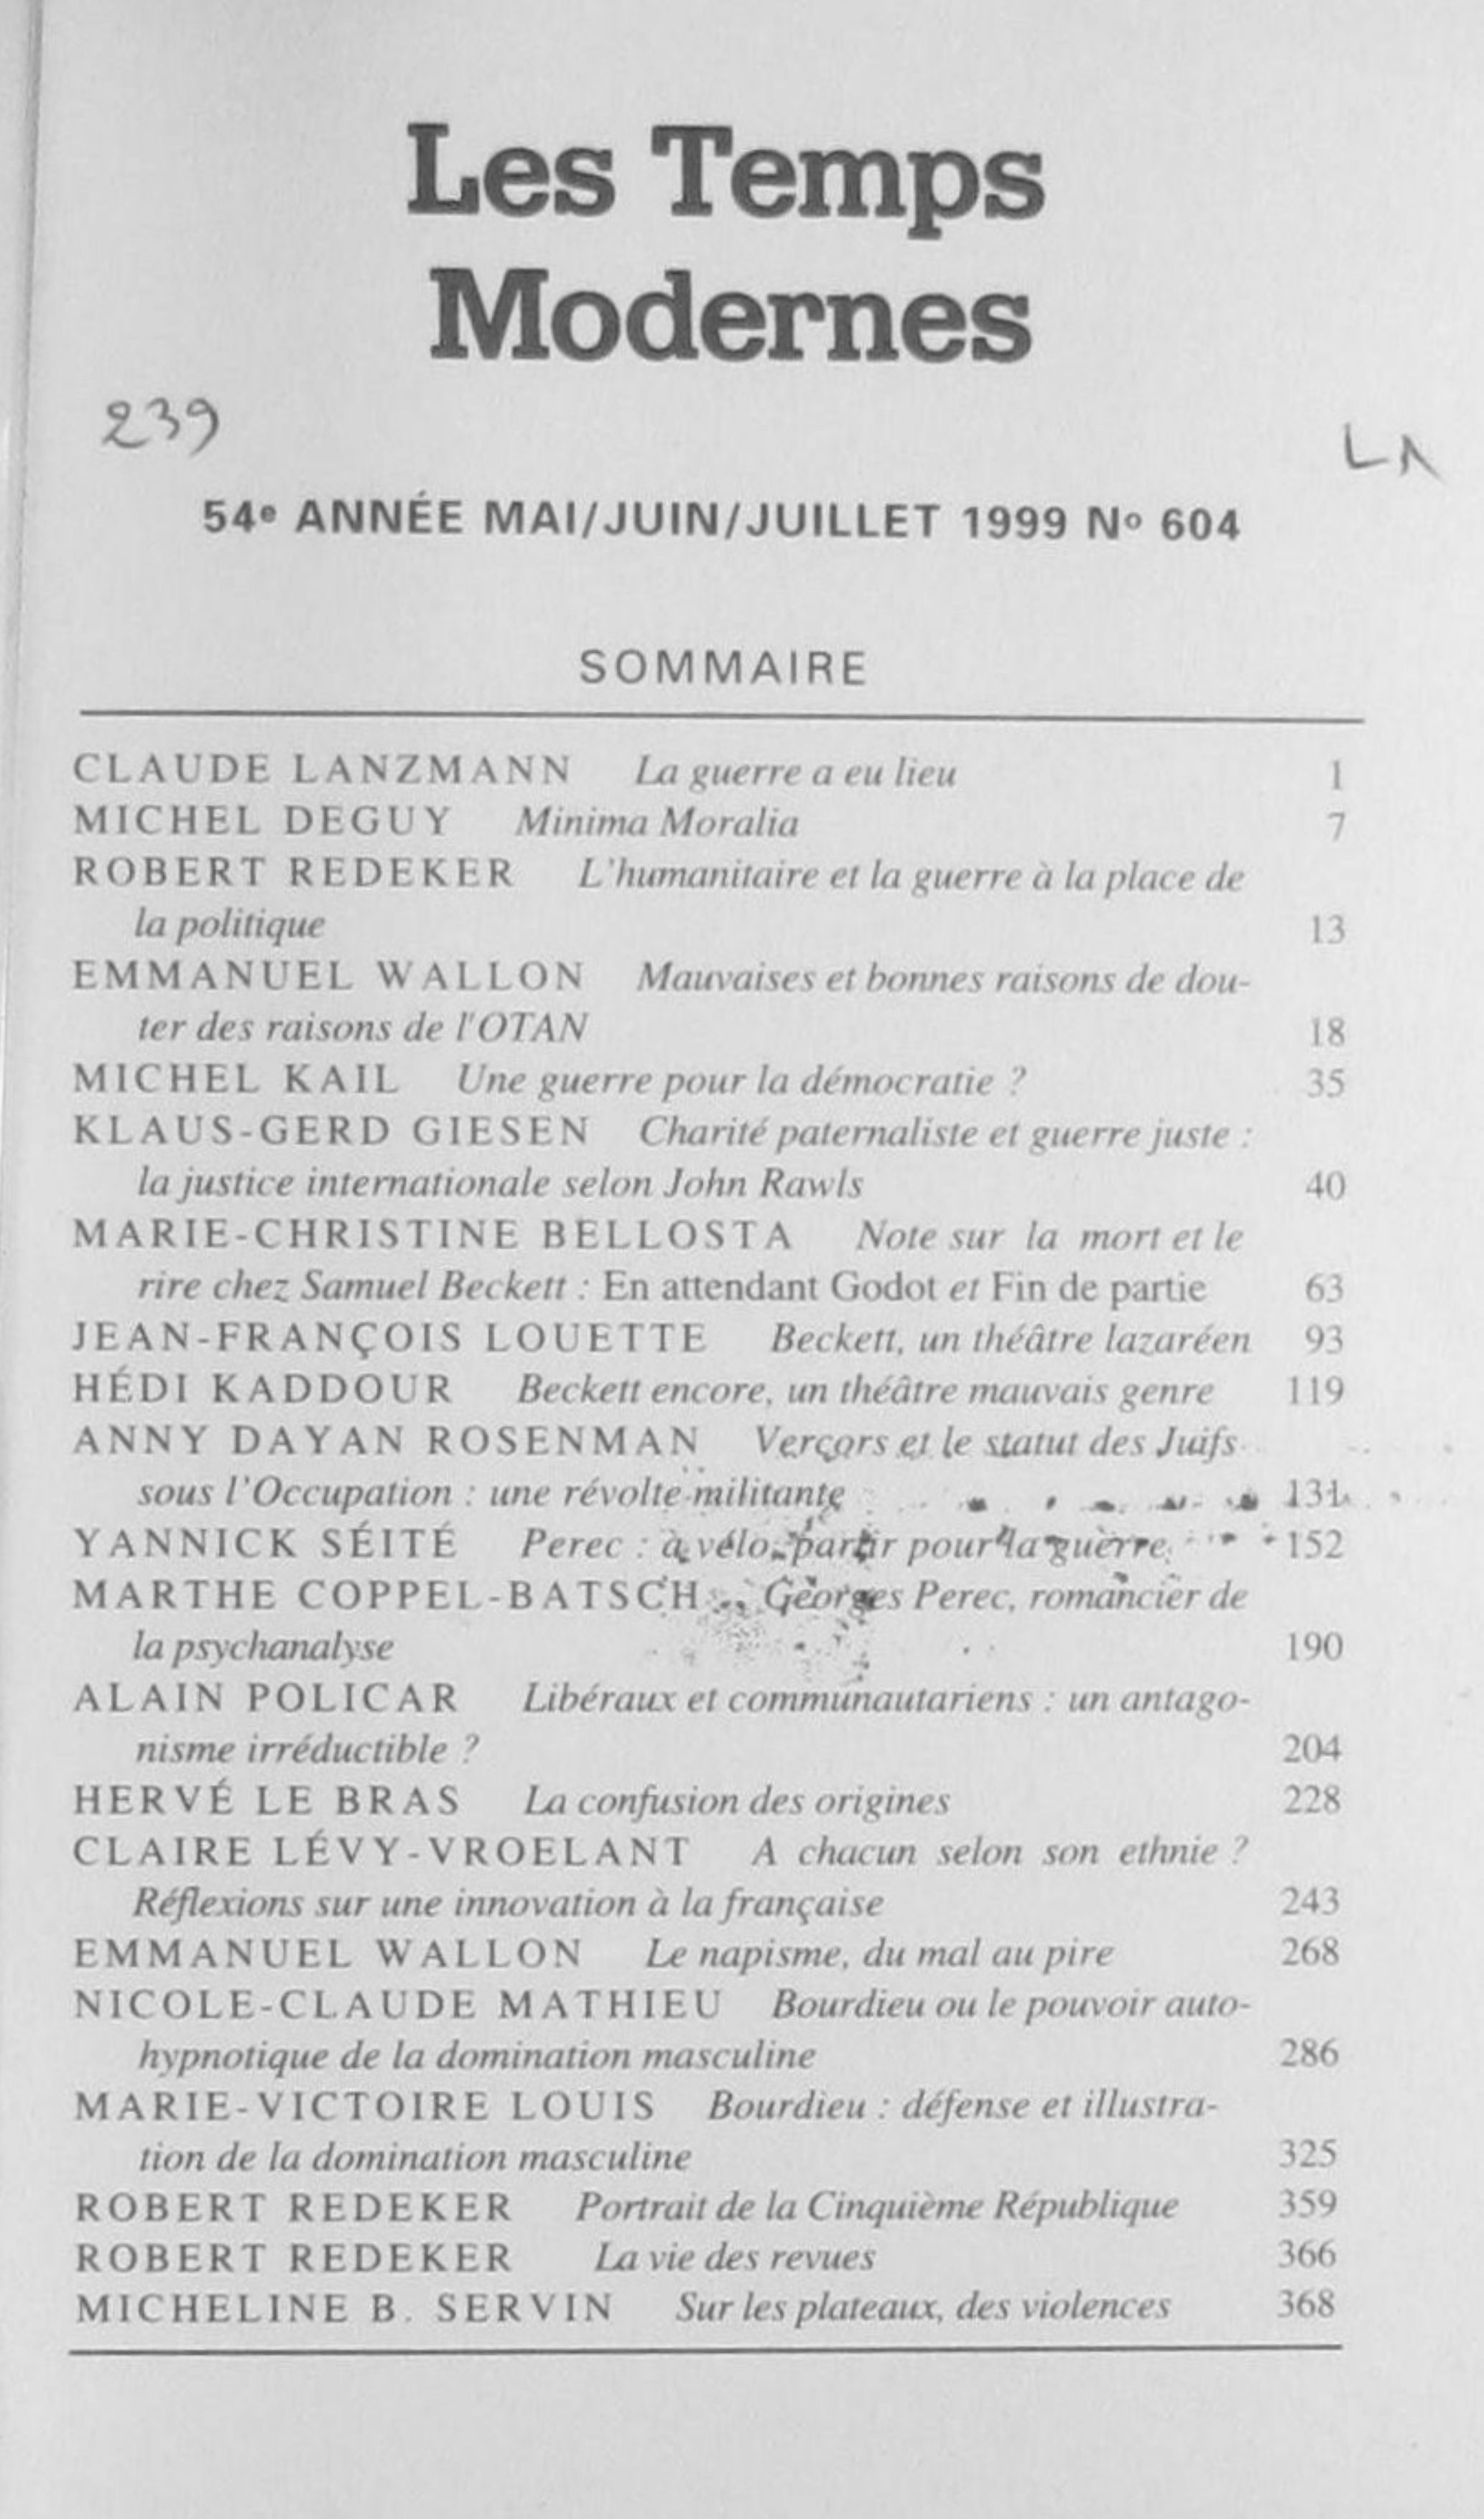 Les Temps
Modernes
239
54e ANNÉE MAI/JUIN/JUILLET 1999 No 604
SOMMAIRE
CLAUDE LANZMANN La guerre a eu lieu 1
MICHEL DEGUY Minima Moralia 7
ROBERT REDEKER L'humanitaire et la guerre à la place de
la politique 13
EMMANUEL WALLON Mauvaises et bonnes raisons de dou-
ter des raisons de l'OTAN 18
MICHEL KAIL Une guerre pour la démocratie ? 35
KLAUS-GERD GIESEN Charité paternaliste et guerre juste :
la justice internationale selon John Rawls 40
MARIE-CHRISTINE BELLOSTA Note sur la mort et le
rire chez Samuel Beckett : En attendant Godot et Fin de partie 63
JEAN-FRANÇOIS LOUETTE Beckett, un théâtre lazaréen 93
HÉDI KADDOUR Beckett encore, un théâtre mauvais genre 119
ANNY DAYAN ROSENMAN Vercors et le statut des Juifs
sous l'Occupation : une révolte militante 131
YANNICK SÉITÉ Perec : à vélo, partir pour la guerre 152
MARTHE COPPEL-BATSCH Georges Perec, romancier de
la psychanalyse 190
ALAIN POLICAR Libéraux et communautariens : un antago-
nisme irréductible ? 204
HERVÉ LE BRAS La confusion des origines 228
CLAIRE LÉVY-VROELANT A chacun selon son ethnie ?
Réflexions sur une innovation à la française 243
EMMANUEL WALLON Le napisme, du mal au pire 268
NICOLE-CLAUDE MATHIEU Bourdieu ou le pouvoir auto-
hypnotique de la domination masculine 286
MARIE-VICTOIRE LOUIS Bourdieu : défense et illustra-
tion de la domination masculine 325
ROBERT REDEKER Portrait de la Cinquième République 359
ROBERT REDEKER La vie des revues 366
MICHELINE B. SERVIN Sur les plateaux, des violences 368